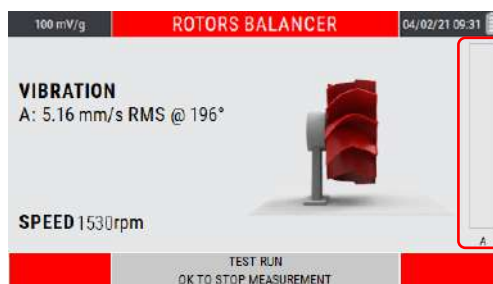 100 mV/g
ROTORS BALANCER
04/02/21 09:31
VIBRATION
A: 5.16 mm/s RMS @ 196°
SPEED 1530rpm
A
TEST RUN
OK TO STOP MEASUREMENT